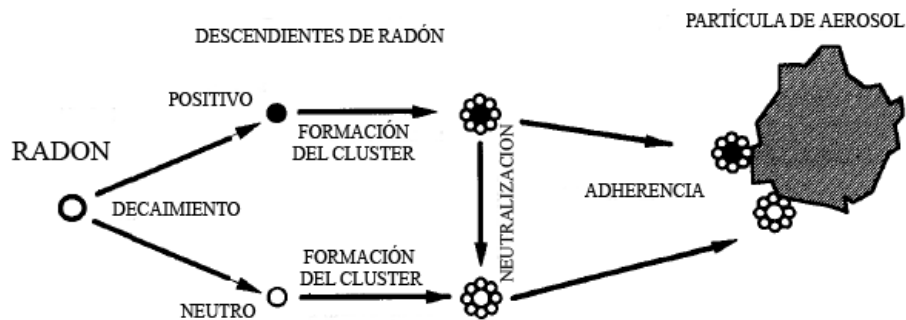 PARTÍCULA DE AEROSOL
DESCENDIENTES DE RADÓN
POSITIVO
FORMACIÓN
DEL CLUSTER
RADON
NEUTRALIZACION
ADHERENCIA
DECAIMIENTO
FORMACIÓN
DEL CLUSTER
NEUTRO